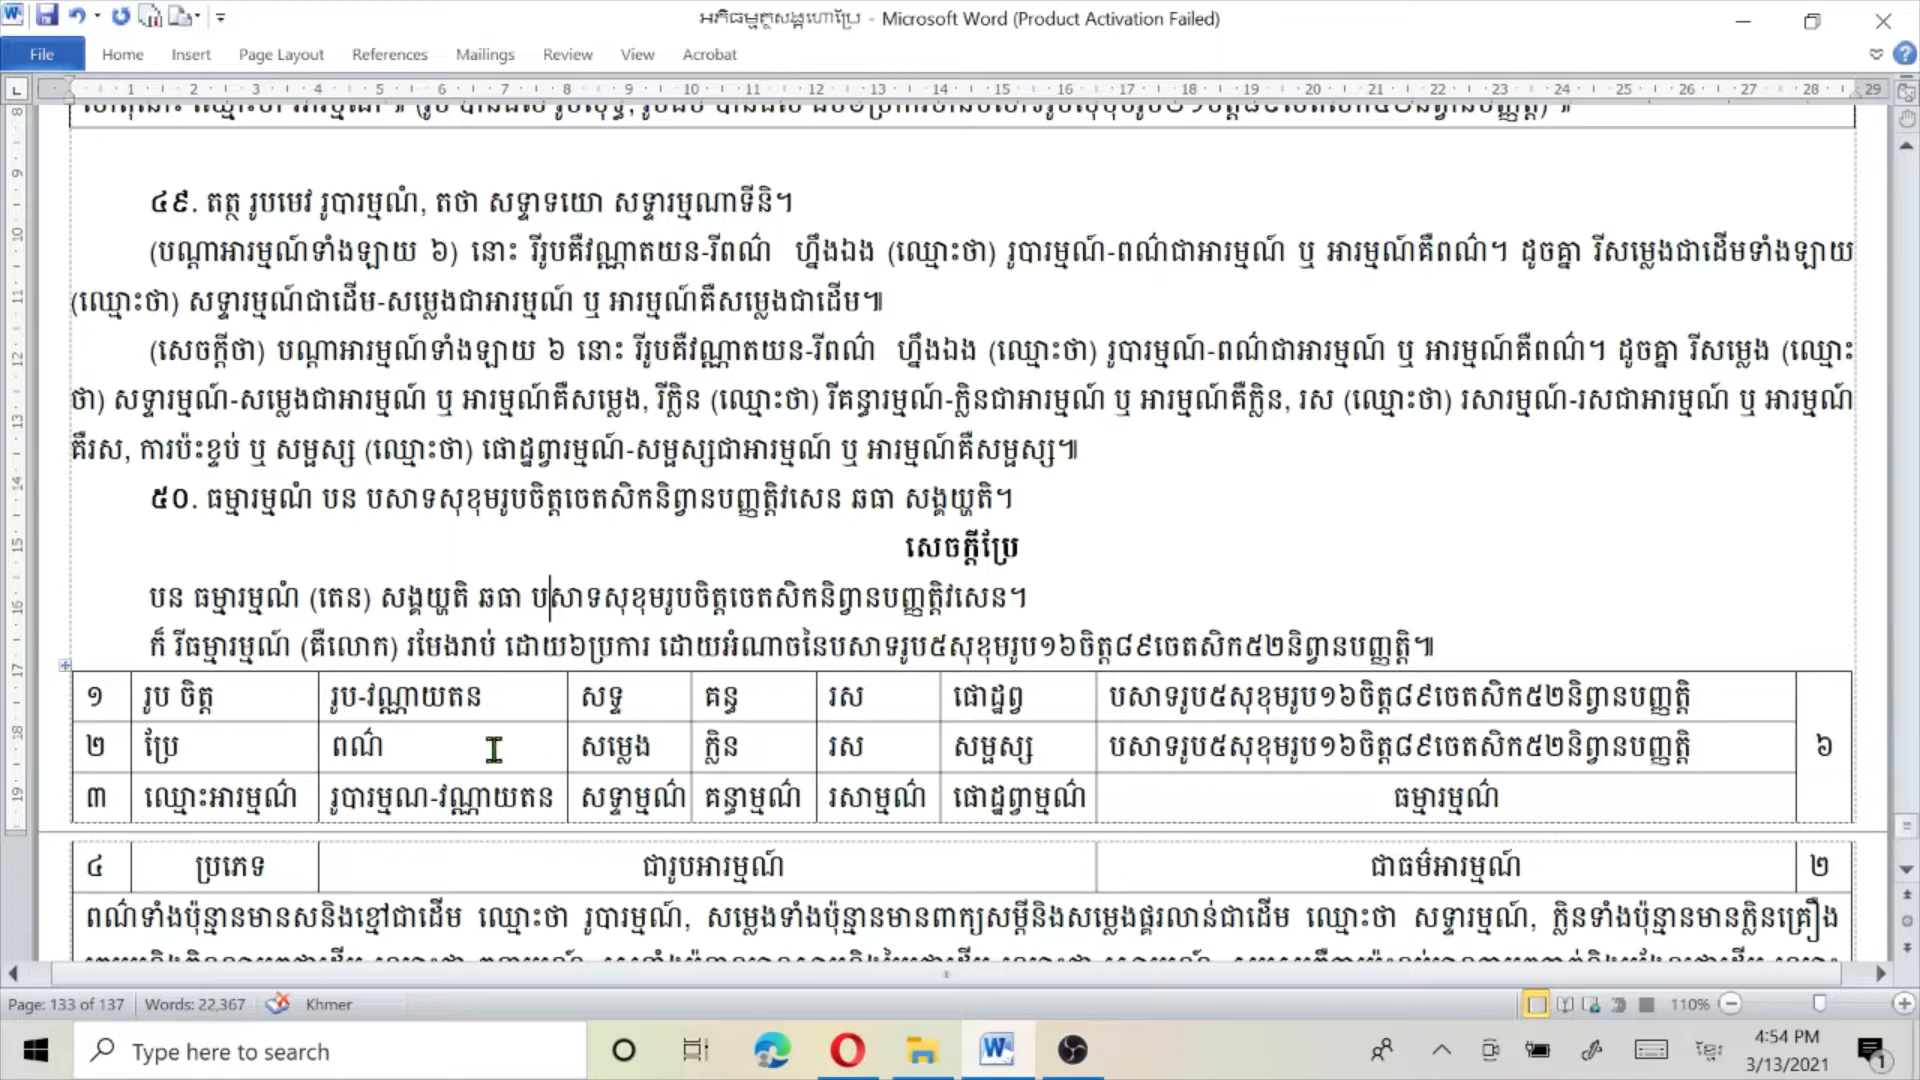 អភិធម្មត្ថសង្គហោប្រែ - Microsoft Word (Product Activation Failed)
File Home Insert Page Layout References Mailings Review View Acrobat
៤៩. តត្ថ រូបមេវ រូបារម្មណំ, តថា សទ្ទាទយោ សទ្ទារម្មណាទីនិ។
(បណ្តាអារម្មណ៍ទាំងឡាយ ៦) នោះ រីរូបគឺវណ្ណាតយន-រីពណ៌ ហ្នឹងឯង (ឈ្មោះថា) រូបារម្មណ៍-ពណ៌ជាអារម្មណ៍ ឬ អារម្មណ៍គឺពណ៌។ ដូចគ្នា រីសម្លេងជាដើមទាំងឡាយ
(ឈ្មោះថា) សទ្ទារម្មណ៍ជាដើម-សម្លេងជាអារម្មណ៍ ឬ អារម្មណ៍គឺសម្លេងជាដើម៕
(សេចក្តីថា) បណ្តាអារម្មណ៍ទាំងឡាយ ៦ នោះ រីរូបគឺវណ្ណាតយន-រីពណ៌ ហ្នឹងឯង (ឈ្មោះថា) រូបារម្មណ៍-ពណ៌ជាអារម្មណ៍ ឬ អារម្មណ៍គឺពណ៌។ ដូចគ្នា រីសម្លេង (ឈ្មោះ
ថា) សទ្ទារម្មណ៍-សម្លេងជាអារម្មណ៍ ឬ អារម្មណ៍គឺសម្លេង, រីក្លិន (ឈ្មោះថា) រីគន្ធារម្មណ៍-ក្លិនជាអារម្មណ៍ ឬ អារម្មណ៍គឺក្លិន, រស (ឈ្មោះថា) រសារម្មណ៍-រសជាអារម្មណ៍ ឬ អារម្មណ៍
គឺរស, ការប៉ះខ្ទប់ ឬ សម្ផស្ស (ឈ្មោះថា) ផោដ្ឋព្វារម្មណ៍-សម្ផស្សជាអារម្មណ៍ ឬ អារម្មណ៍គឺសម្ផស្ស៕
៥០. ធម្មារម្មណំ បន បសាទសុខុមរូបចិត្តចេតសិកនិព្វានបញ្ញត្តិវសេន ឆធា សង្គយ្ហតិ។
សេចក្តីប្រែ
បន ធម្មារម្មណំ (តេន) សង្គយ្ហតិ ឆធា បសាទសុខុមរូបចិត្តចេតសិកនិព្វានបញ្ញត្តិវសេន។
ក៏ រីធម្មារម្មណ៍ (គឺលោក) រមែងរាប់ ដោយ៦ប្រការ ដោយអំណាចនៃបសាទរូប៥សុខុមរូប១៦ចិត្ត៨៩ចេតសិក៥២និព្វានបញ្ញត្តិ៕
១ រូប ចិត្ត រូប-វណ្ណាយតន សទ្ទ គន្ធ រស ផោដ្ឋព្វ បសាទរូប៥សុខុមរូប១៦ចិត្ត៨៩ចេតសិក៥២និព្វានបញ្ញត្តិ
២ ប្រែ ពណ៌ សម្លេង ក្លិន រស សម្ផស្ស បសាទរូប៥សុខុមរូប១៦ចិត្ត៨៩ចេតសិក៥២និព្វានបញ្ញត្តិ ៦
៣ ឈ្មោះអារម្មណ៌ រូបារម្មណ-វណ្ណាយតន សទ្ទាម្មណ៌ គន្ធាម្មណ៌ រសាម្មណ៌ ផោដ្ឋព្វាម្មណ៌ ធម្មារម្មណ៌
៤ ប្រភេទ ជារូបអារម្មណ៍ ជាធម៌អារម្មណ៍ ២
ពណ៌ទាំងប៉ុន្មានមានសនិងខ្មៅជាដើម ឈ្មោះថា រូបារម្មណ៍, សម្លេងទាំងប៉ុន្មានមានពាក្យសម្តីនិងសម្លេងផ្គរលាន់ជាដើម ឈ្មោះថា សទ្ទារម្មណ៍, ក្លិនទាំងប៉ុន្មានមានក្លិនគ្រឿង
Page: 133 of 137 Words: 22,367 Khmer 110%
Type here to search
4:54 PM
3/13/2021